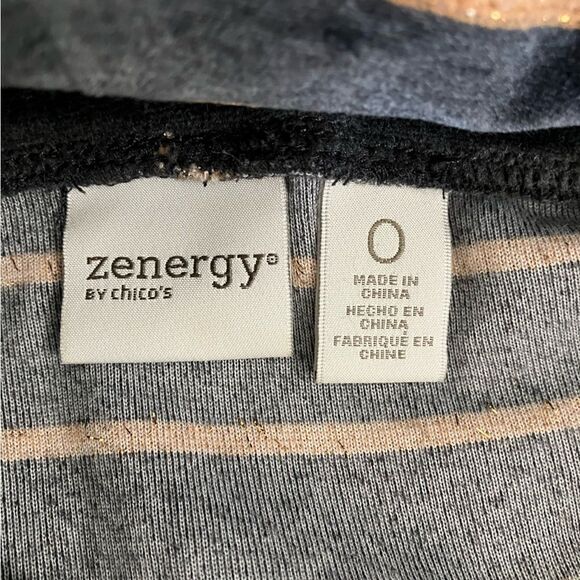 zenergy®
BY chico's
0
MADE IN
CHINA
HECHO EN
CHINA
FABRIQUÉ EN
CHINE